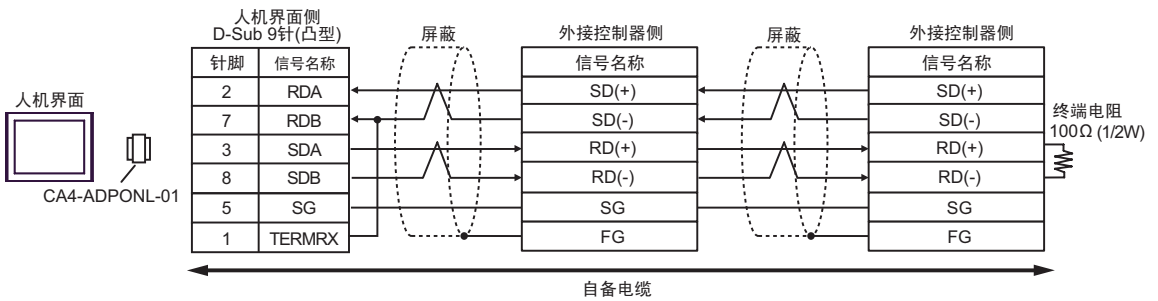 人机界面侧
D-Sub 9针(凸型)
屏蔽
外接控制器侧
屏蔽
外接控制器侧
针脚 信号名称 信号名称 信号名称
2 RDA SD(+) SD(+)
人机界面
7 RDB SD(-) SD(-)
终端电阻
100Ω (1/2W)
3 SDA RD(+) RD(+)
8 SDB RD(-) RD(-)
CA4-ADPONL-01
5 SG SG SG
1 TERMRX FG FG
自备电缆